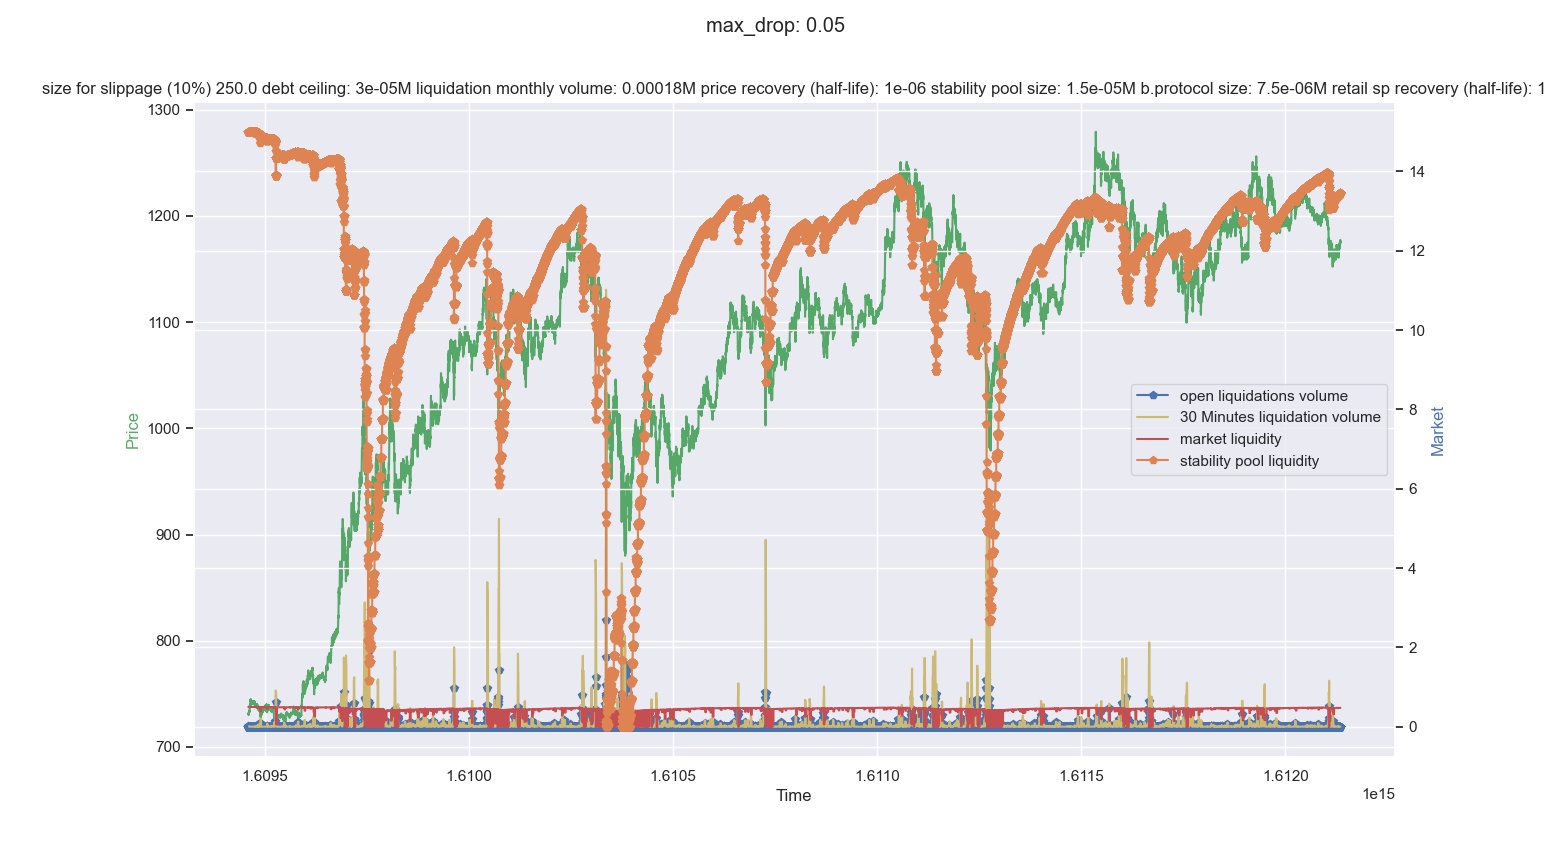 max_drop: 0.05
size for slippage (10%) 250.0 debt ceiling: 3e-05M liquidation monthly volume: 0.00018M price recovery (half-life): 1e-06 stability pool size: 1.5e-05M b.protocol size: 7.5e-06M retail sp recovery (half-life): 1
1300
1200
1100
1000
900
800
700
Price
14
12
10
8
6
4
2
0
Market
open liquidations volume
30 Minutes liquidation volume
market liquidity
stability pool liquidity
1.6095
1.6100
1.6105
1.6110
1.6115
1.6120
Time
1e15